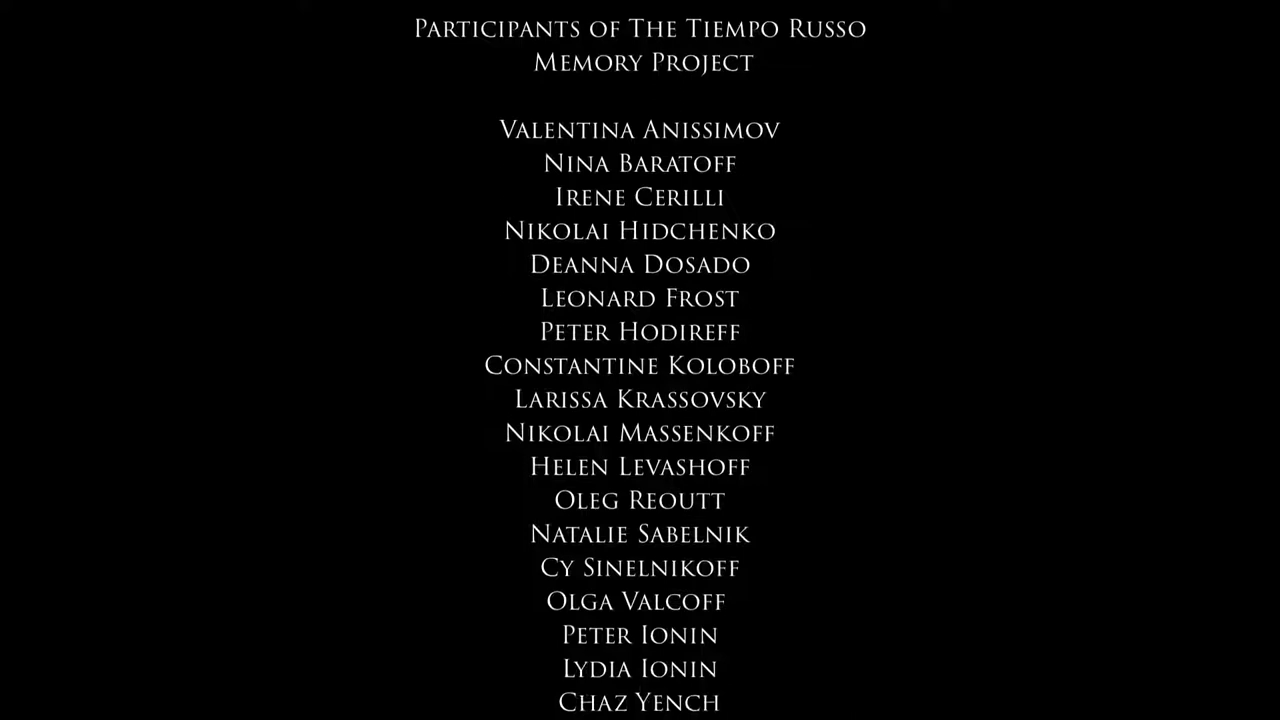 Participants of The Tiempo Russo
Memory Project
Valentina Anissimov
Nina Baratoff
Irene Cerilli
Nikolai Hidchenko
Deanna Dosado
Leonard Frost
Peter Hodireff
Constantine Koloboff
Larissa Krassovsky
Nikolai Massenkoff
Helen Levashoff
Oleg Reoutt
Natalie Sabelnik
Cy Sinelnikoff
Olga Valcoff
Peter Ionin
Lydia Ionin
Chaz Yench